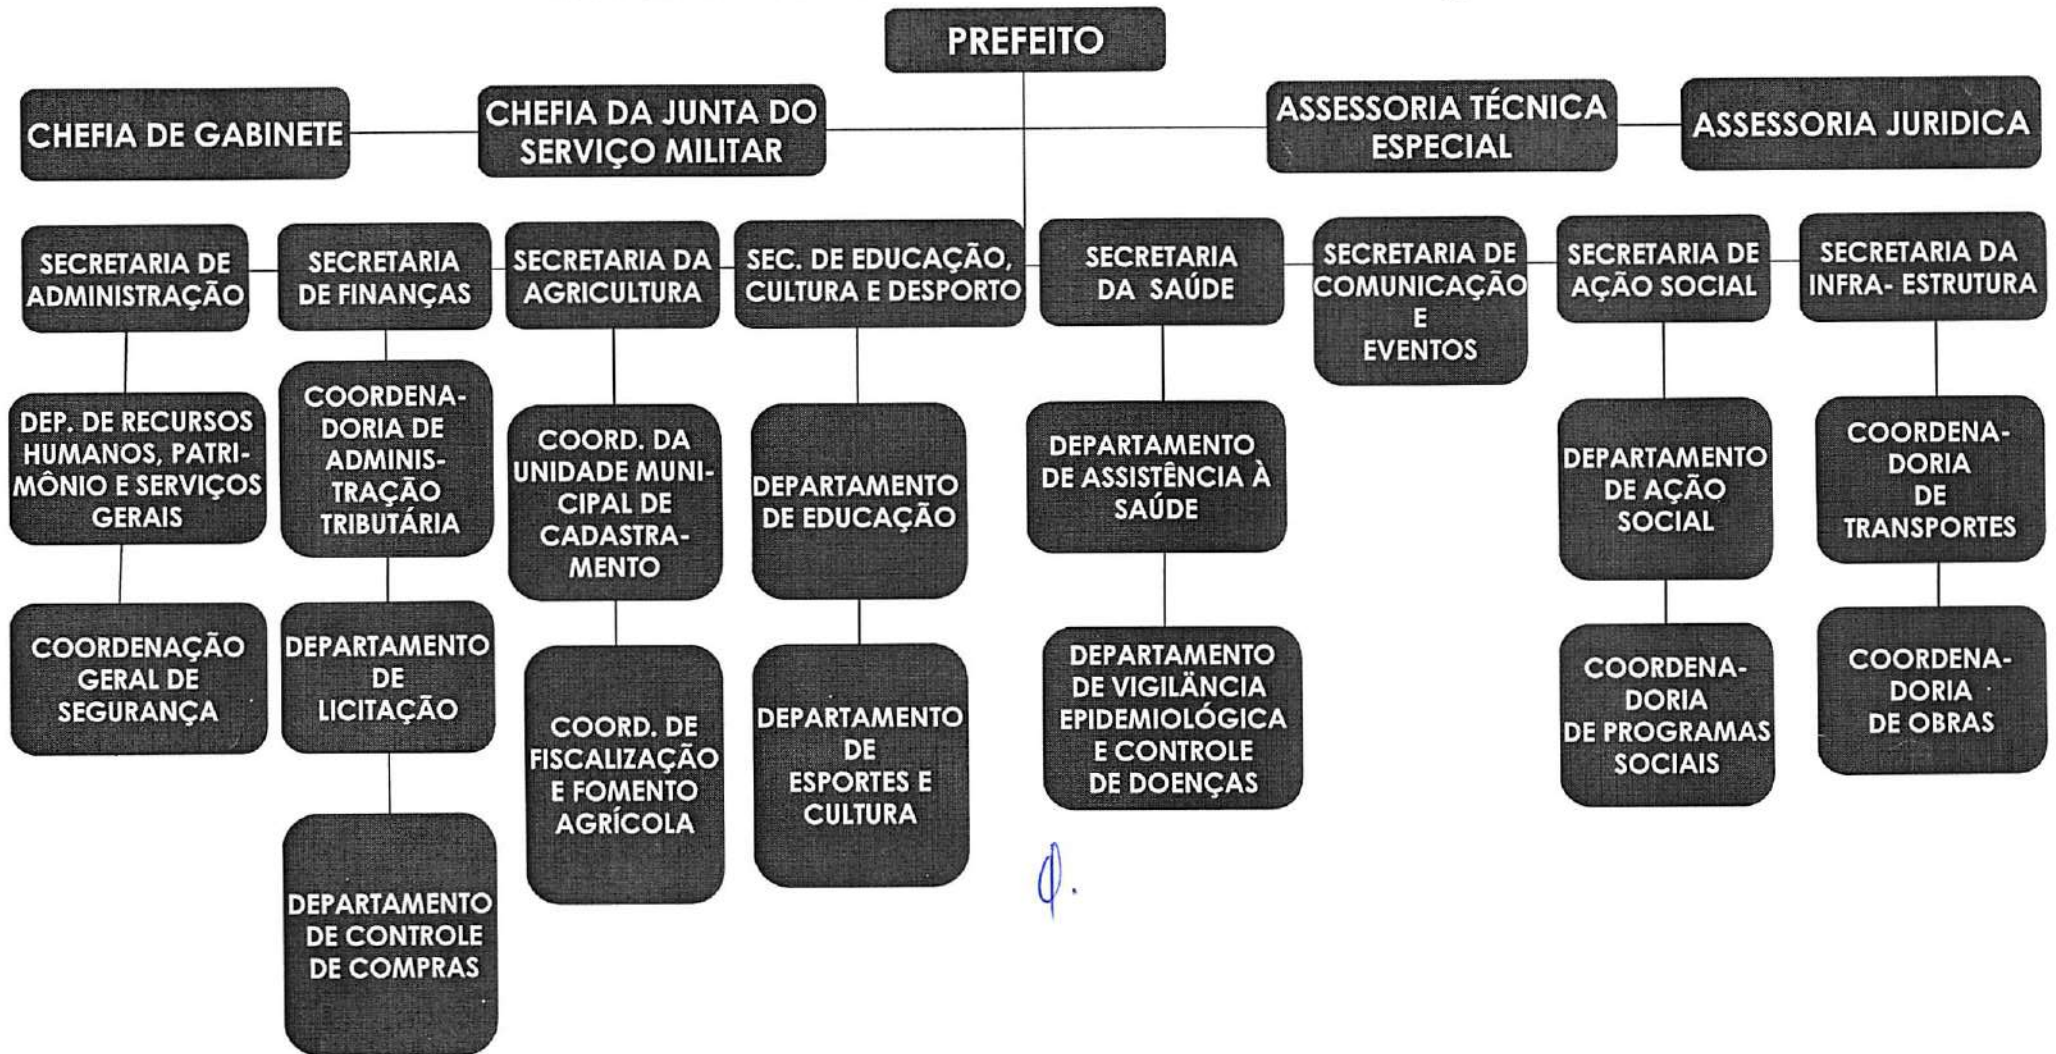 PREFEITO
CHEFIA DE GABINETE
CHEFIA DA JUNTA DO
SERVIÇO MILITAR
ASSESSORIA TÉCNICA
ESPECIAL
ASSESSORIA JURIDICA
SECRETARIA DE
ADMINISTRAÇÃO
SECRETARIA
DE FINANÇAS
SECRETARIA DA
AGRICULTURA
SEC. DE EDUCAÇÃO,
CULTURA E DESPORTO
SECRETARIA
DA SAÚDE
SECRETARIA DE
COMUNICAÇÃO
E
EVENTOS
SECRETARIA DE
AÇÃO SOCIAL
SECRETARIA DA
INFRA- ESTRUTURA
DEP. DE RECURSOS
HUMANOS, PATRI-
MÔNIO E SERVIÇOS
GERAIS
COORDENA-
DORIA DE
ADMINIS-
TRAÇÃO
TRIBUTÁRIA
COORD. DA
UNIDADE MUNI-
CIPAL DE
CADASTRA-
MENTO
DEPARTAMENTO
DE EDUCAÇÃO
DEPARTAMENTO
DE ASSISTÊNCIA À
SAÚDE
DEPARTAMENTO
DE AÇÃO
SOCIAL
COORDENA-
DORIA
DE
TRANSPORTES
COORDENAÇÃO
GERAL DE
SEGURANÇA
DEPARTAMENTO
DE
LICITAÇÃO
COORD. DE
FISCALIZAÇÃO
E FOMENTO
AGRÍCOLA
DEPARTAMENTO
DE
ESPORTES E
CULTURA
DEPARTAMENTO
DE VIGILÄNCIA
EPIDEMIOLÓGICA
E CONTROLE
DE DOENÇAS
COORDENA-
DORIA
DE PROGRAMAS
SOCIAIS
COORDENA-
DORIA
DE OBRAS
DEPARTAMENTO
DE CONTROLE
DE COMPRAS